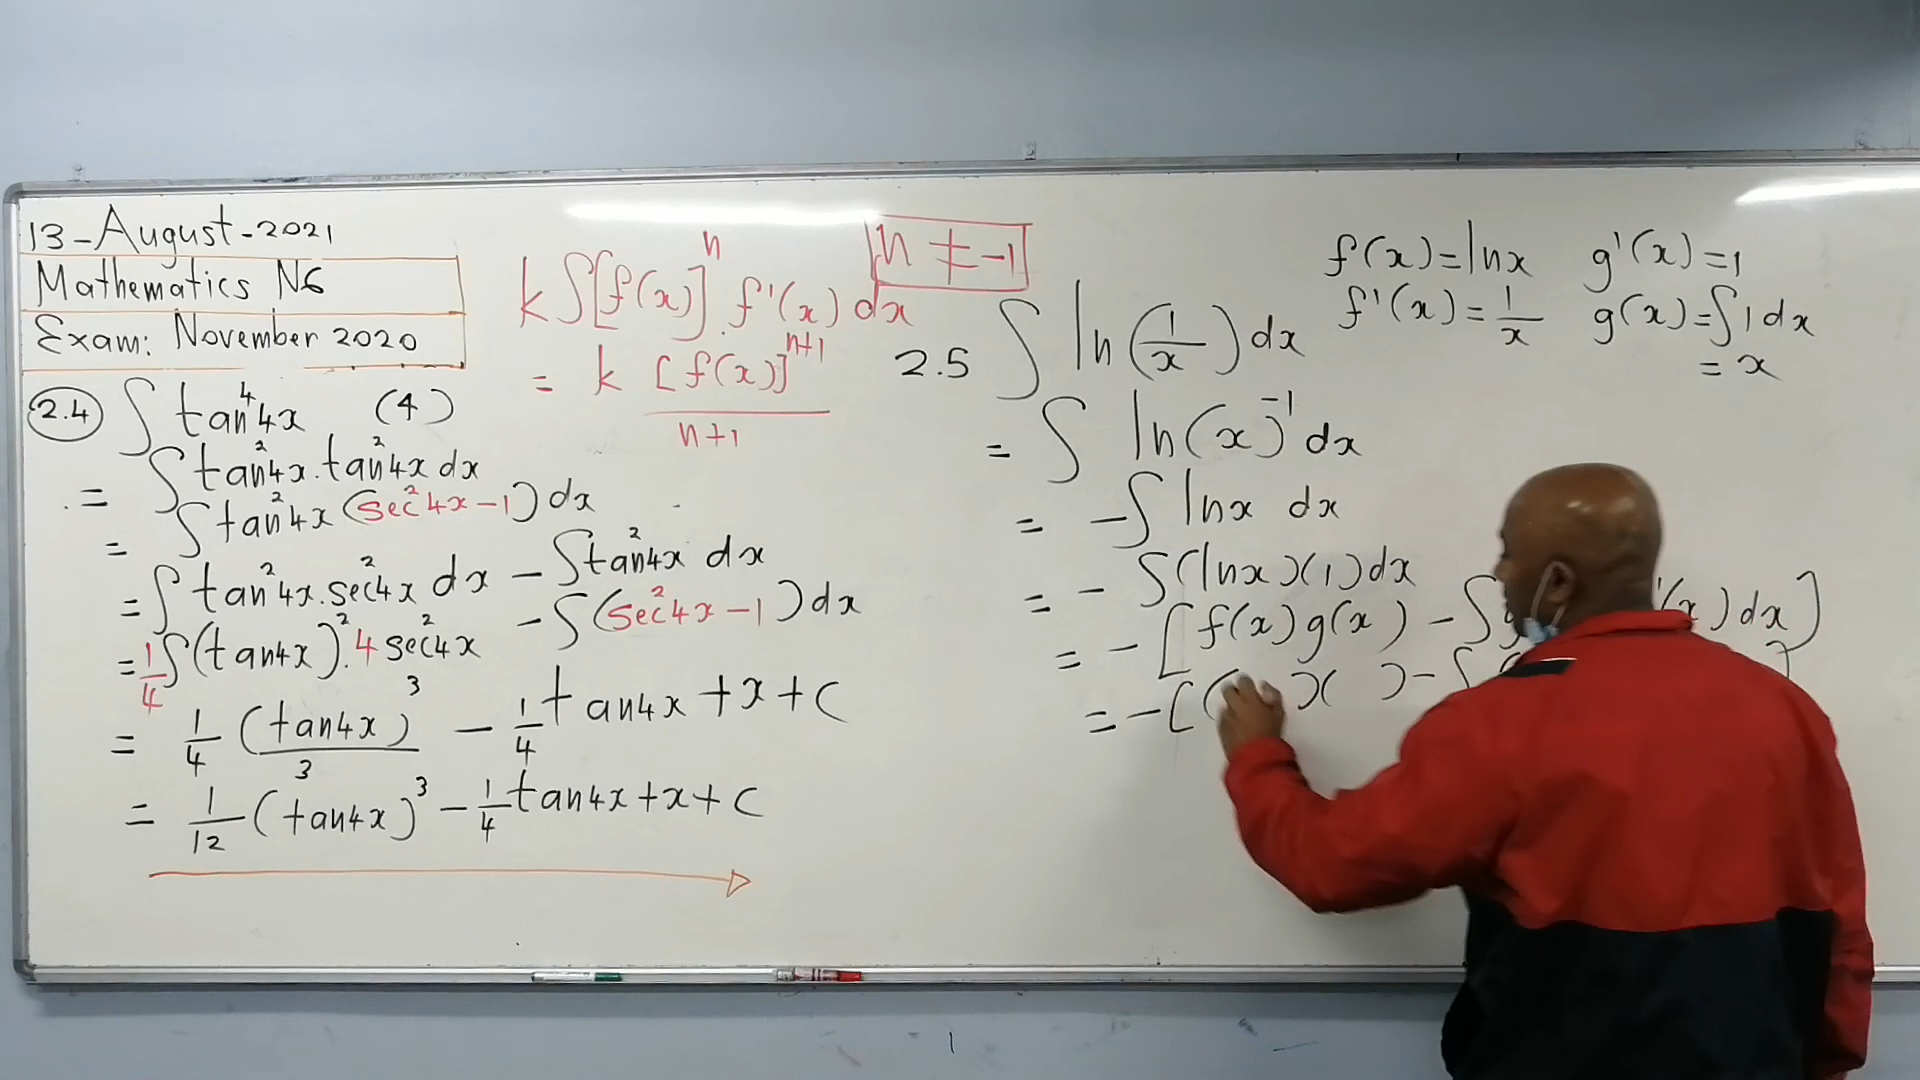 13-August-2021
Mathematics N6
Exam: November 2020
2.4 ∫ tan⁴4x (4)
= ∫ tan²4x.tan²4x dx
= ∫ tan²4x (sec²4x-1) dx
= ∫ tan²4x.sec²4x dx - ∫ tan²4x dx
= 1/4 ∫ (tan4x)².4 sec²4x - ∫ (sec²4x-1) dx
= 1/4 (tan4x)³/3 - 1/4 tan4x + x + C
= 1/12 (tan4x)³ - 1/4 tan4x + x + C
k ∫ [f(x)]ⁿ. f'(x) dx
n ≠ -1
= k [f(x)]ⁿ⁺¹/n+1
2.5 ∫ ln(1/x) dx
= ∫ ln(x)⁻¹ dx
= -∫ lnx dx
= - ∫ (lnx)(1) dx
= - [f(x)g(x) - ∫ (x) dx]
= -[( )( ) - ∫ ]
f(x) = lnx g'(x) = 1
f'(x) = 1/x g(x) = ∫ 1 dx
= x